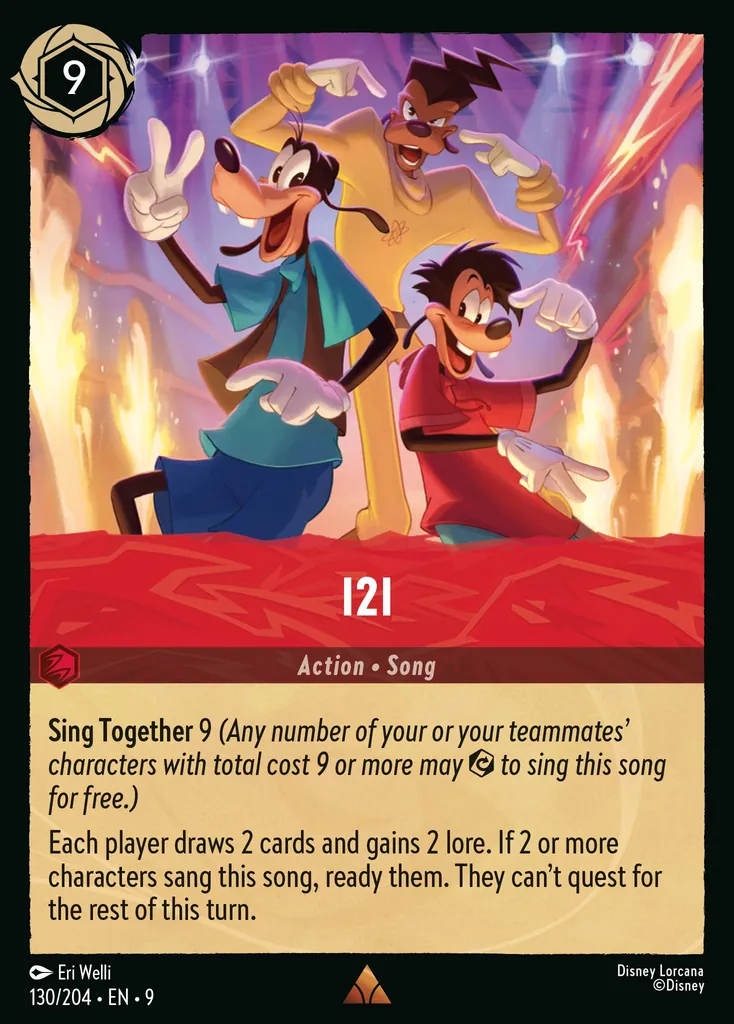 9
I2I
Action • Song
Sing Together 9 (Any number of your or your teammates’
characters with total cost 9 or more may to sing this song
for free.)
Each player draws 2 cards and gains 2 lore. If 2 or more
characters sang this song, ready them. They can’t quest for
the rest of this turn.
Eri Welli
130/204 • EN • 9
Disney Lorcana
©Disney